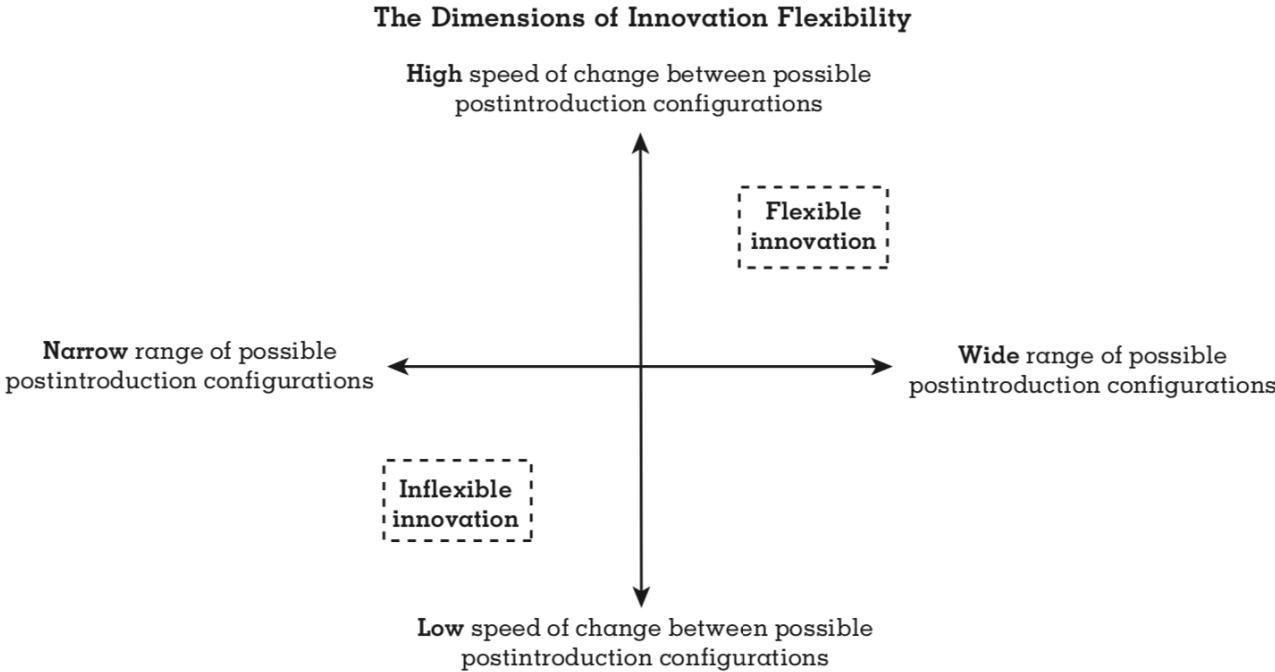 The Dimensions of Innovation Flexibility
High speed of change between possible
postintroduction configurations
Flexible
innovation
Narrow range of possible
postintroduction configurations
Wide range of possible
postintroduction configurations
Inflexible
innovation
Low speed of change between possible
postintroduction configurations